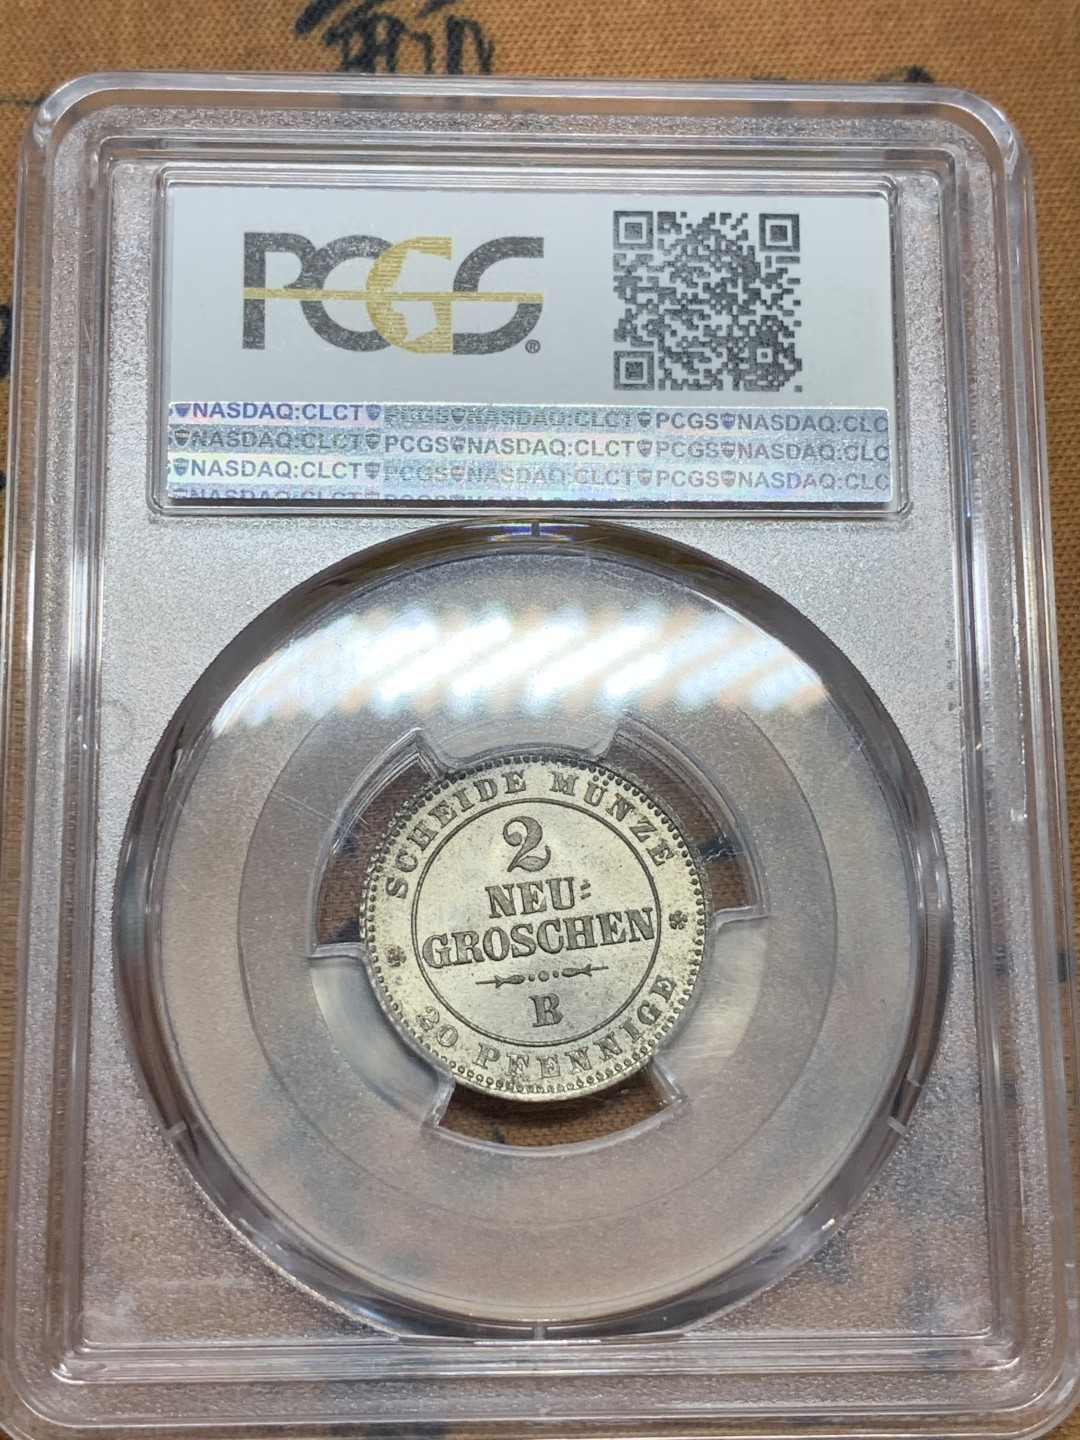 PCGS®
NASDAQ:CLCT PCGS NASDAQ:CLCT PCGS NASDAQ:CLC
NASDAQ:CLCT PCGS NASDAQ:CLCT PCGS NASDAQ:CLC
NASDAQ:CLCT PCGS NASDAQ:CLCT PCGS NASDAQ:CLC
SCHEIDE MÜNZE
2
NEU=
GROSCHEN
B
20 PFENNIGE